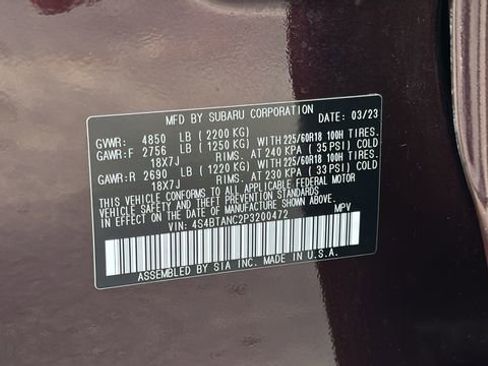 MFD BY SUBARU CORPORATION DATE: 03/23
GVWR: 4850 LB ( 2200 KG)
GAWR:F 2756 LB ( 1250 KG) WITH 225/60R18 100H TIRES.
18X7J RIMS. AT 240 KPA ( 35 PSI) COLD
GAWR:R 2690 LB ( 1220 KG) WITH 225/60R18 100H TIRES.
18X7J RIMS. AT 230 KPA ( 33 PSI) COLD
THIS VEHICLE CONFORMS TO ALL APPLICABLE FEDERAL MOTOR
VEHICLE SAFETY AND THEFT PREVENTION STANDARDS IN EFFECT
ON THE DATE OF MANUFACTURE SHOWN ABOVE.
VIN: 4S4BTANC2P3200472 MPV
ASSEMBLED BY SIA INC. MADE IN U.S.A.